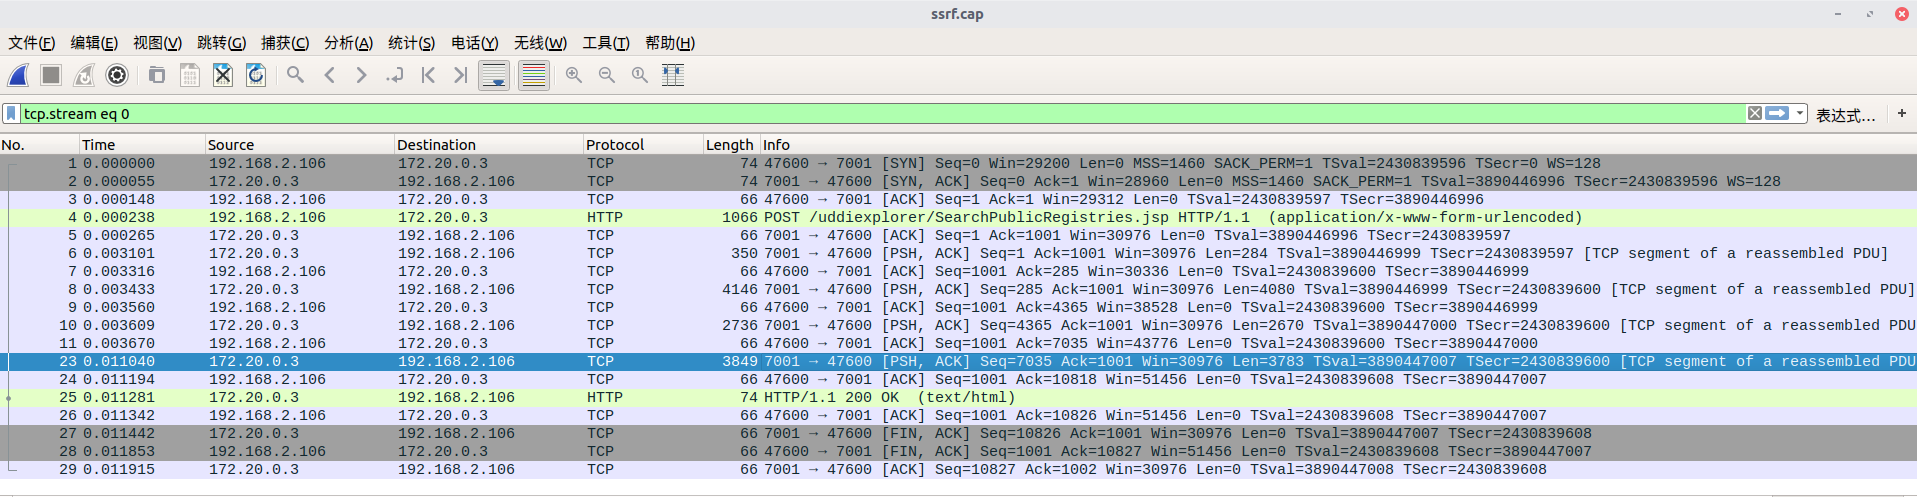 ssrf.cap
文件(F) 编辑(E) 视图(V) 跳转(G) 捕获(C) 分析(A) 统计(S) 电话(Y) 无线(W) 工具(T) 帮助(H)
tcp.stream eq 0 表达式… +
No. Time Source Destination Protocol Length Info
1 0.000000 192.168.2.106 172.20.0.3 TCP 74 47600 → 7001 [SYN] Seq=0 Win=29200 Len=0 MSS=1460 SACK_PERM=1 TSval=2430839596 TSecr=0 WS=128
2 0.000055 172.20.0.3 192.168.2.106 TCP 74 7001 → 47600 [SYN, ACK] Seq=0 Ack=1 Win=28960 Len=0 MSS=1460 SACK_PERM=1 TSval=3890446996 TSecr=2430839596 WS=128
3 0.000148 192.168.2.106 172.20.0.3 TCP 66 47600 → 7001 [ACK] Seq=1 Ack=1 Win=29312 Len=0 TSval=2430839597 TSecr=3890446996
4 0.000238 192.168.2.106 172.20.0.3 HTTP 1066 POST /uddiexplorer/SearchPublicRegistries.jsp HTTP/1.1 (application/x-www-form-urlencoded)
5 0.000265 172.20.0.3 192.168.2.106 TCP 66 7001 → 47600 [ACK] Seq=1 Ack=1001 Win=30976 Len=0 TSval=3890446996 TSecr=2430839597
6 0.003101 172.20.0.3 192.168.2.106 TCP 350 7001 → 47600 [PSH, ACK] Seq=1 Ack=1001 Win=30976 Len=284 TSval=3890446999 TSecr=2430839597 [TCP segment of a reassembled PDU]
7 0.003316 192.168.2.106 172.20.0.3 TCP 66 47600 → 7001 [ACK] Seq=1001 Ack=285 Win=30336 Len=0 TSval=2430839600 TSecr=3890446999
8 0.003433 172.20.0.3 192.168.2.106 TCP 4146 7001 → 47600 [PSH, ACK] Seq=285 Ack=1001 Win=30976 Len=4080 TSval=3890446999 TSecr=2430839600 [TCP segment of a reassembled PDU]
9 0.003560 192.168.2.106 172.20.0.3 TCP 66 47600 → 7001 [ACK] Seq=1001 Ack=4365 Win=38528 Len=0 TSval=2430839600 TSecr=3890446999
10 0.003609 172.20.0.3 192.168.2.106 TCP 2736 7001 → 47600 [PSH, ACK] Seq=4365 Ack=1001 Win=30976 Len=2670 TSval=3890447000 TSecr=2430839600 [TCP segment of a reassembled PDU
11 0.003670 192.168.2.106 172.20.0.3 TCP 66 47600 → 7001 [ACK] Seq=1001 Ack=7035 Win=43776 Len=0 TSval=2430839600 TSecr=3890447000
23 0.011040 172.20.0.3 192.168.2.106 TCP 3849 7001 → 47600 [PSH, ACK] Seq=7035 Ack=1001 Win=30976 Len=3783 TSval=3890447007 TSecr=2430839600 [TCP segment of a reassembled PDU
24 0.011194 192.168.2.106 172.20.0.3 TCP 66 47600 → 7001 [ACK] Seq=1001 Ack=10818 Win=51456 Len=0 TSval=2430839608 TSecr=3890447007
25 0.011281 172.20.0.3 192.168.2.106 HTTP 74 HTTP/1.1 200 OK (text/html)
26 0.011342 192.168.2.106 172.20.0.3 TCP 66 47600 → 7001 [ACK] Seq=1001 Ack=10826 Win=51456 Len=0 TSval=2430839608 TSecr=3890447007
27 0.011442 172.20.0.3 192.168.2.106 TCP 66 7001 → 47600 [FIN, ACK] Seq=10826 Ack=1001 Win=30976 Len=0 TSval=3890447007 TSecr=2430839608
28 0.011853 192.168.2.106 172.20.0.3 TCP 66 47600 → 7001 [FIN, ACK] Seq=1001 Ack=10827 Win=51456 Len=0 TSval=2430839608 TSecr=3890447007
29 0.011915 172.20.0.3 192.168.2.106 TCP 66 7001 → 47600 [ACK] Seq=10827 Ack=1002 Win=30976 Len=0 TSval=3890447008 TSecr=2430839608